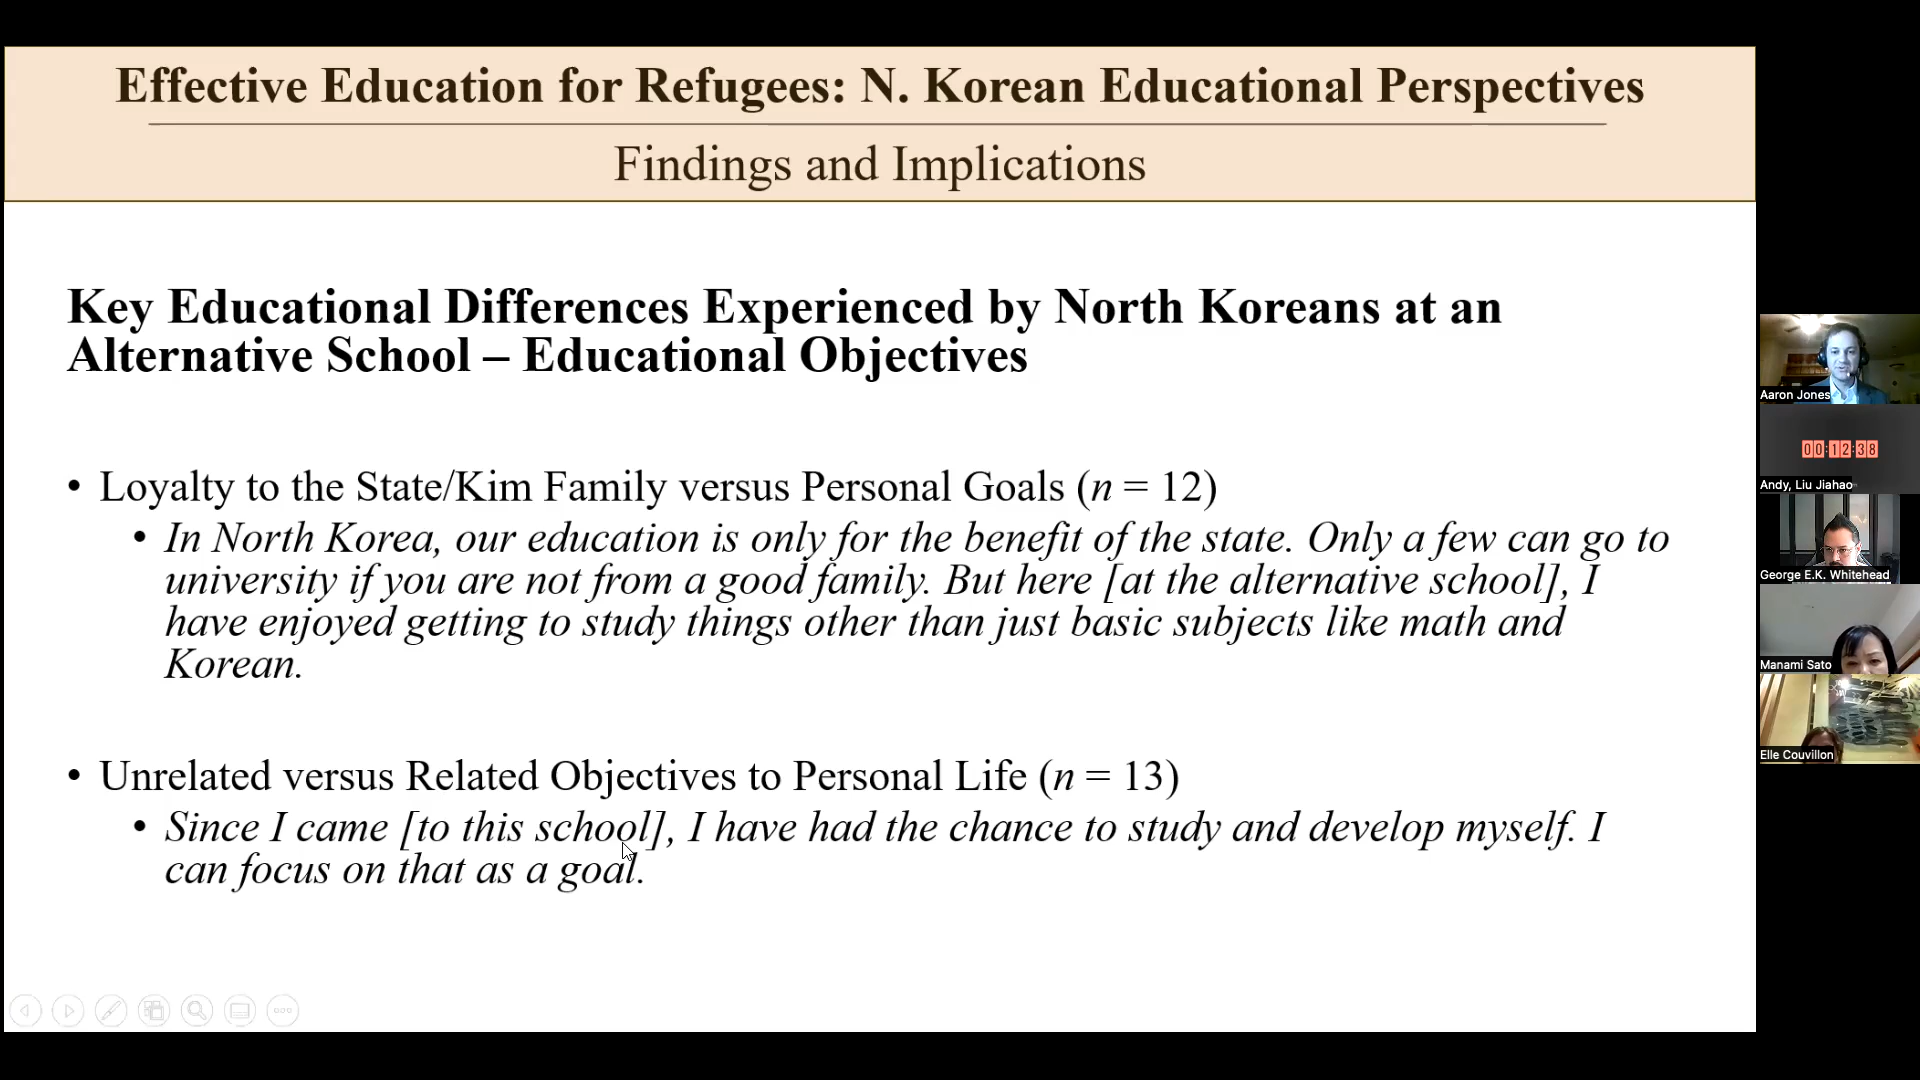 Effective Education for Refugees: N. Korean Educational Perspectives
Findings and Implications
Key Educational Differences Experienced by North Koreans at an
Alternative School – Educational Objectives
• Loyalty to the State/Kim Family versus Personal Goals (n = 12)
• In North Korea, our education is only for the benefit of the state. Only a few can go to
university if you are not from a good family. But here [at the alternative school], I
have enjoyed getting to study things other than just basic subjects like math and
Korean.
• Unrelated versus Related Objectives to Personal Life (n = 13)
• Since I came [to this school], I have had the chance to study and develop myself. I
can focus on that as a goal.
Aaron Jones
00:12:38
Andy, Liu Jiahao
George E.K. Whitehead
Manami Sato
Elle Couvillon